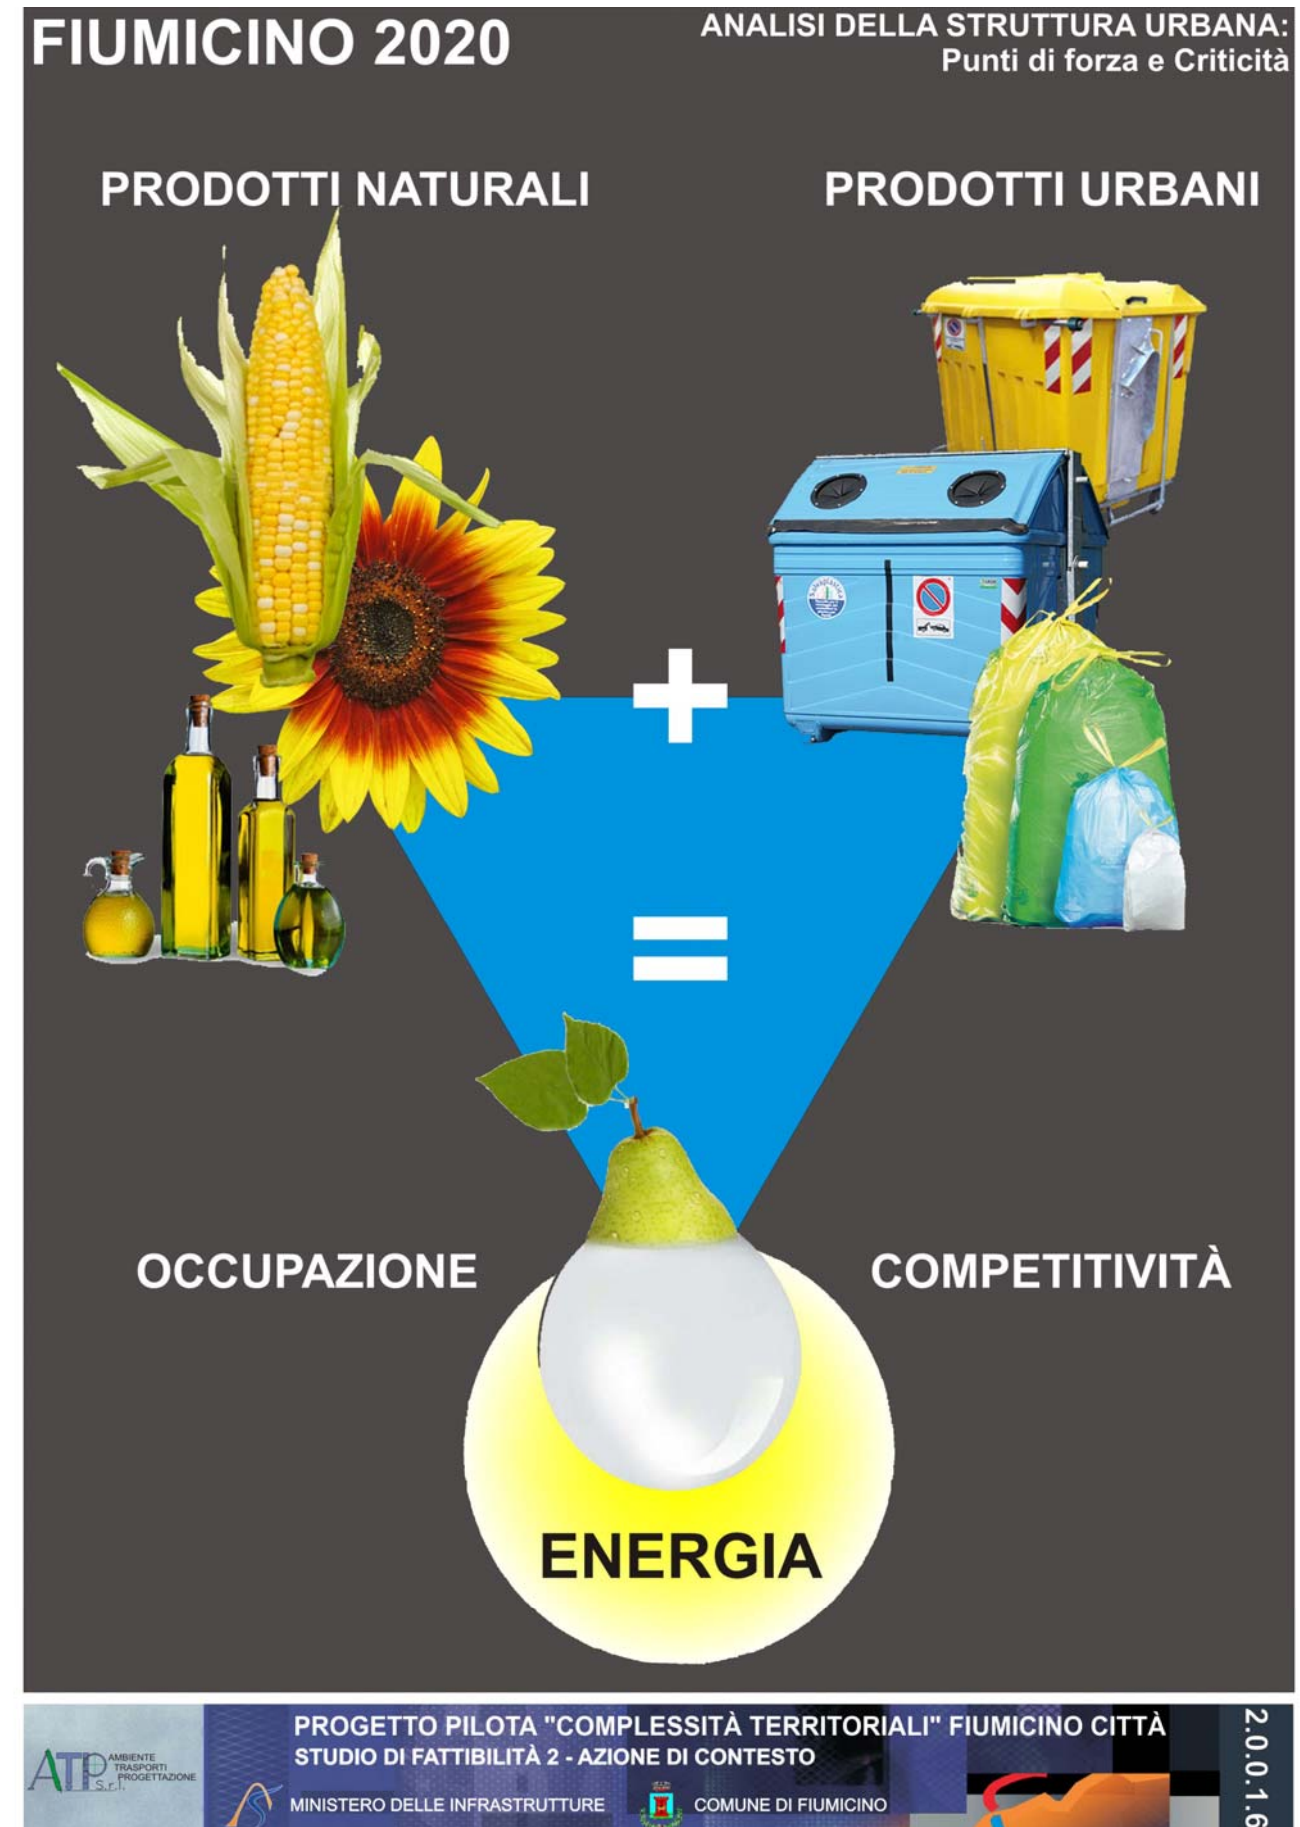 FIUMICINO 2020
ANALISI DELLA STRUTTURA URBANA:
Punti di forza e Criticità
PRODOTTI NATURALI
PRODOTTI URBANI
+
=
OCCUPAZIONE
COMPETITIVITÀ
ENERGIA
ATP S.r.l.
AMBIENTE
TRASPORTI
PROGETTAZIONE
PROGETTO PILOTA "COMPLESSITÀ TERRITORIALI" FIUMICINO CITTÀ
STUDIO DI FATTIBILITÀ 2 - AZIONE DI CONTESTO
MINISTERO DELLE INFRASTRUTTURE
COMUNE DI FIUMICINO
2.0.0.1.6